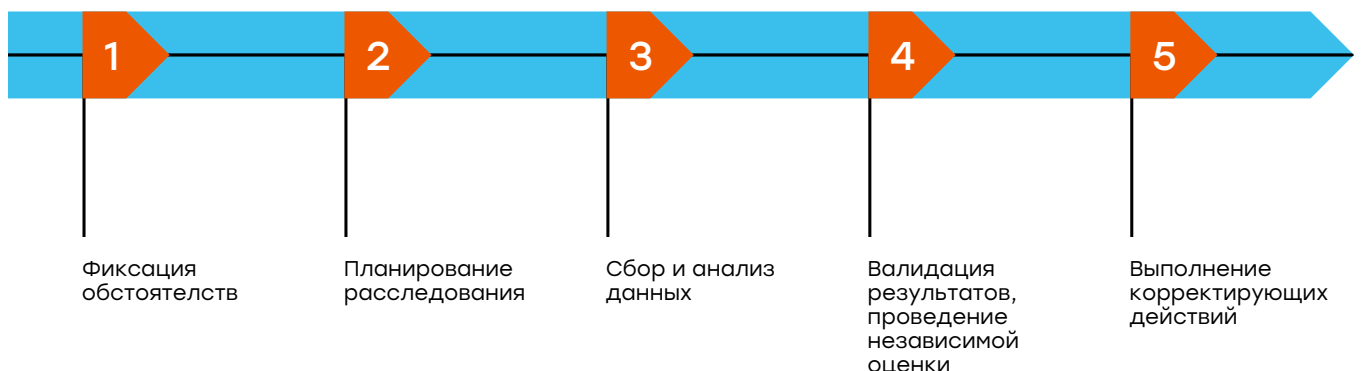 1
2
3
4
5
Фиксация
обстоятелств
Планирование
расследования
Сбор и анализ
данных
Валидация
результатов,
проведение
независимой
оценки
Выполнение
корректирующих
действий